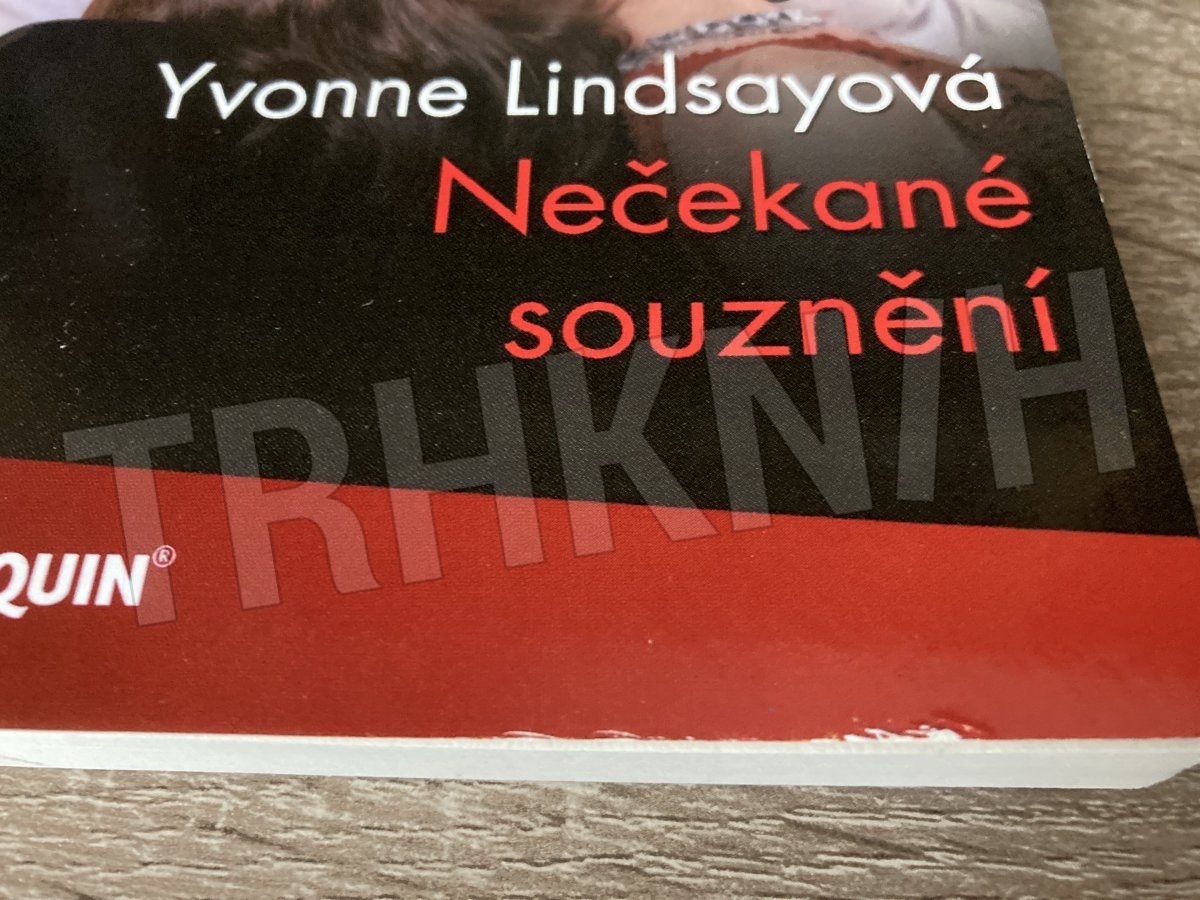 Yvonne Lindsayová
Nečekané
souznění
TRHKNIH
QUIN®